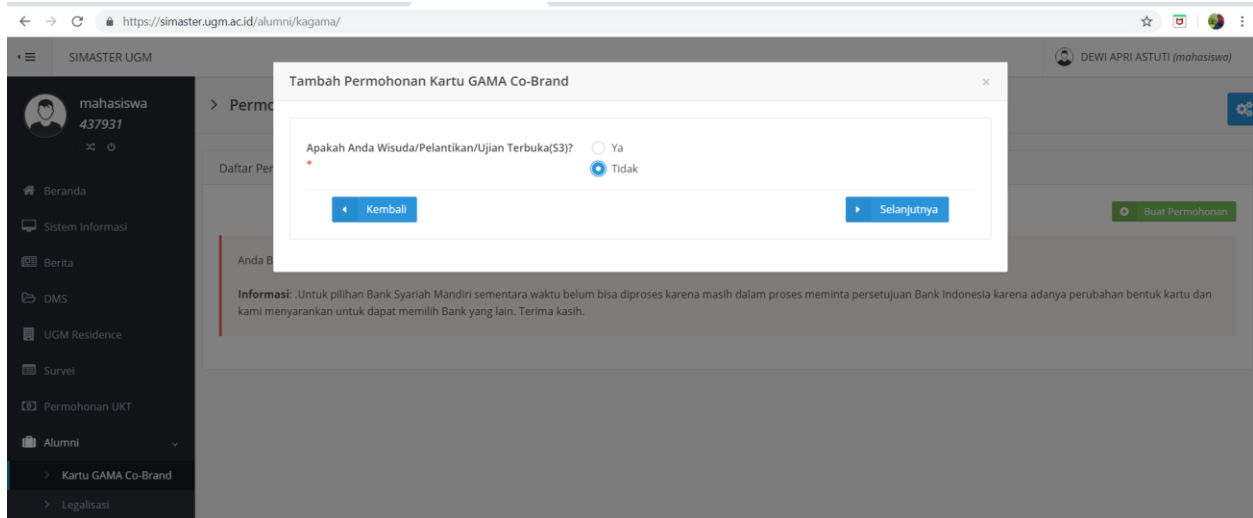 https://simaster.ugm.ac.id/alumni/kagama/
SIMASTER UGM
DEWI APRI ASTUTI (mahasiswa)
mahasiswa
437931
Beranda
Sistem Informasi
Berita
DMS
UGM Residence
Survei
Permohonan UKT
Alumni
Kartu GAMA Co-Brand
Legalisasi
> Permo
Tambah Permohonan Kartu GAMA Co-Brand
×
Apakah Anda Wisuda/Pelantikan/Ujian Terbuka(S3)?
*
Ya
Tidak
Kembali
Selanjutnya
Daftar Per
Buat Permohonan
Anda B
Informasi: .Untuk pilihan Bank Syariah Mandiri sementara waktu belum bisa diproses karena masih dalam proses meminta persetujuan Bank Indonesia karena adanya perubahan bentuk kartu dan
kami menyarankan untuk dapat memilih Bank yang lain. Terima kasih.